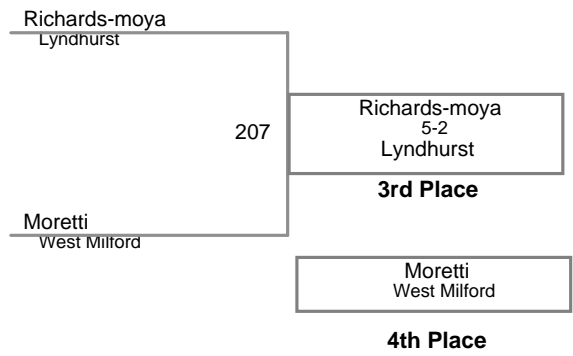 Richards-moya
Lyndhurst
207
Richards-moya
5-2
Lyndhurst
3rd Place
Moretti
West Milford
Moretti
West Milford
4th Place